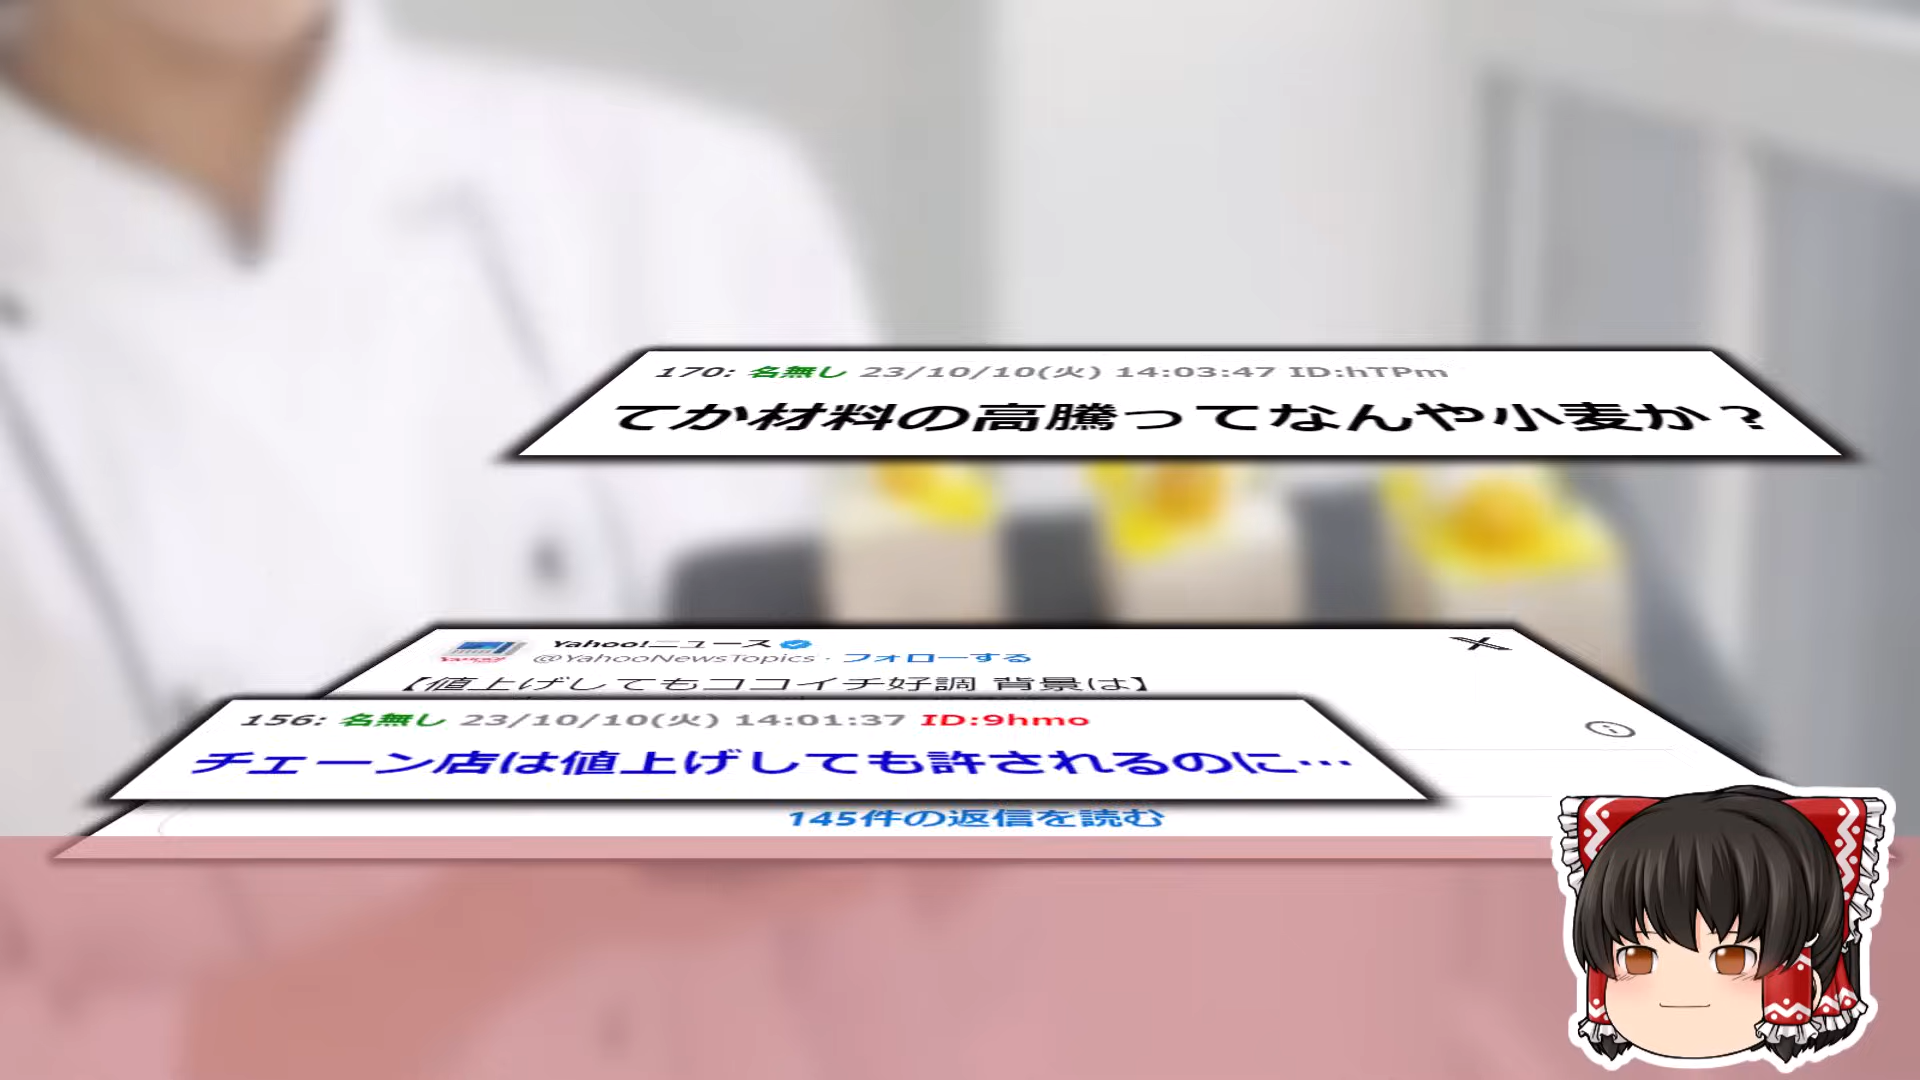 170: 名無し 23/10/10(火) 14:03:47 ID:hTPm
てか材料の高騰ってなんや小麦か？
Yahoo!ニュース
@YahooNewsTopics · フォローする
【値上げしてもココイチ好調 背景は】
156: 名無し 23/10/10(火) 14:01:37 ID:9hmo
チェーン店は値上げしても許されるのに…
145件の返信を読む